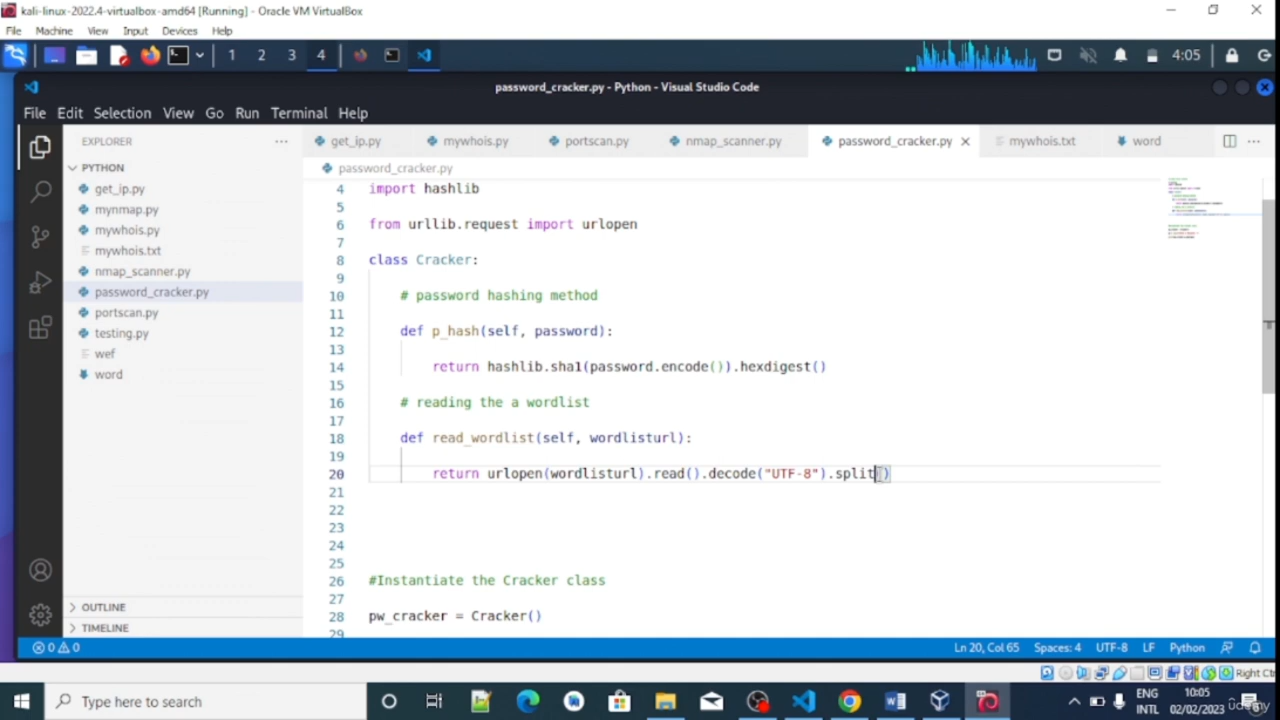 kali-linux-2022.4-virtualbox-amd64 [Running] - Oracle VM VirtualBox
File Machine View Input Devices Help
1 2 3 4 4:05
password_cracker.py - Python - Visual Studio Code
File Edit Selection View Go Run Terminal Help
EXPLORER
get_ip.py mywhois.py portscan.py nmap_scanner.py password_cracker.py mywhois.txt word
PYTHON
get_ip.py
mynmap.py
mywhois.py
mywhois.txt
nmap_scanner.py
password_cracker.py
portscan.py
testing.py
wef
word
OUTLINE
TIMELINE
password_cracker.py
4 import hashlib
5
6 from urllib.request import urlopen
7
8 class Cracker:
9
10 # password hashing method
11
12 def p_hash(self, password):
13
14 return hashlib.sha1(password.encode()).hexdigest()
15
16 # reading the a wordlist
17
18 def read_wordlist(self, wordlisturl):
19
20 return urlopen(wordlisturl).read().decode("UTF-8").split()
21
22
23
24
25
26 #Instantiate the Cracker class
27
28 pw_cracker = Cracker()
29
0 0 Ln 20, Col 65 Spaces: 4 UTF-8 LF Python
Right Ct
Type here to search
ENG
INTL
10:05
02/02/2023
udemy